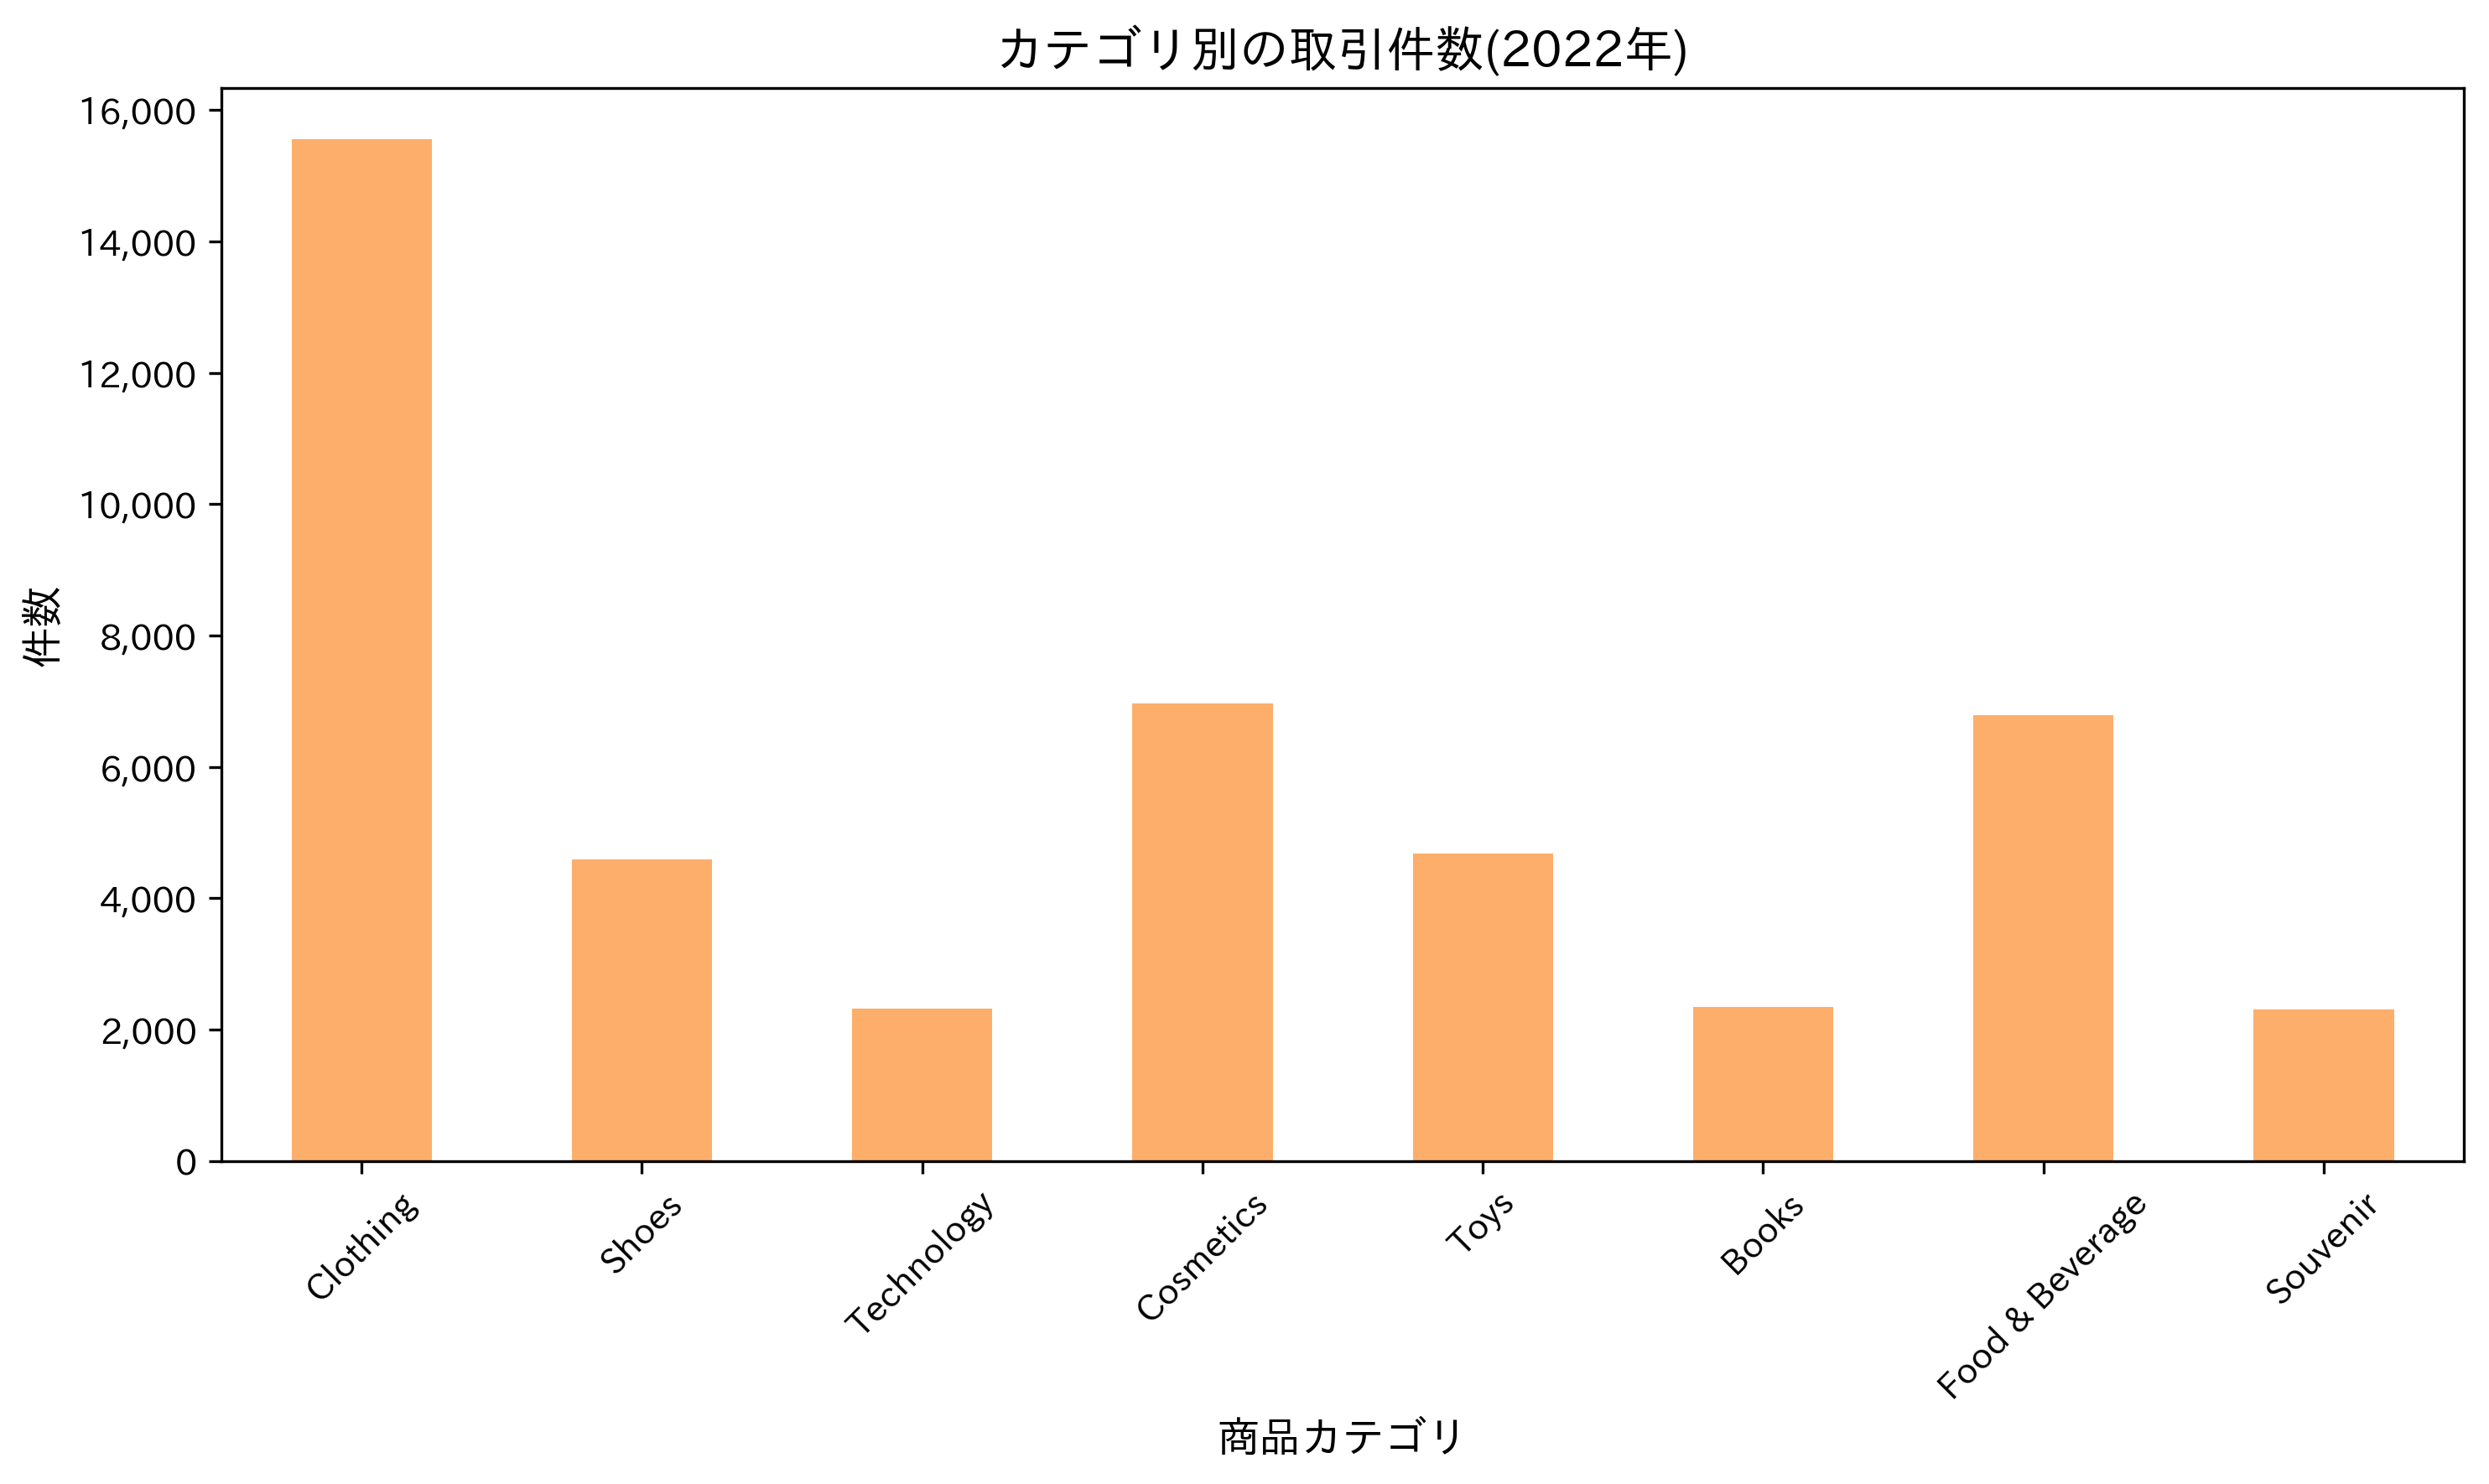 カテゴリ別の取引件数(2022年)
件数
16,000
14,000
12,000
10,000
8,000
6,000
4,000
2,000
0
Clothing
Shoes
Technology
Cosmetics
Toys
Books
Food & Beverage
Souvenir
商品カテゴリ